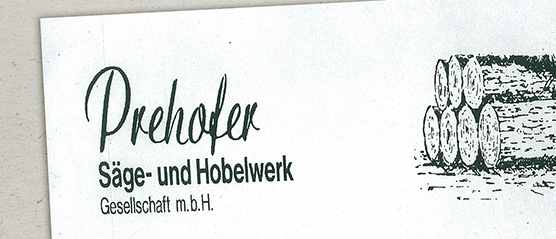 Prehofer
Säge- und Hobelwerk
Gesellschaft m.b.H.